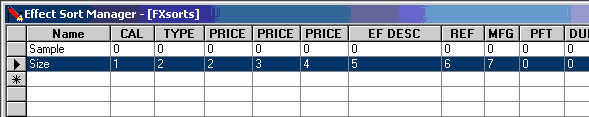 Effect Sort Manager - [FXsorts]
Name CAL TYPE PRICE PRICE PRICE EF DESC REF MFG PFT
Sample 0 0 0 0 0 0 0 0 0 0
Size 1 2 2 3 4 5 6 7 0 0